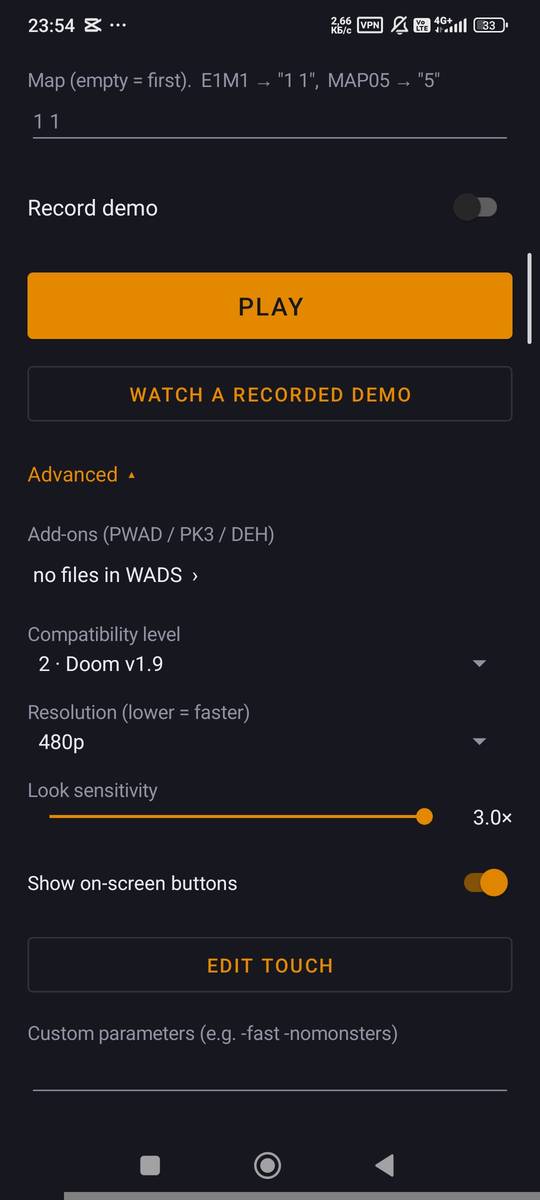 23:54 ···
2,66 КБ/с VPN Vo LTE 4G+ 33
Map (empty = first). E1M1 → "1 1", MAP05 → "5"
1 1
Record demo
PLAY
WATCH A RECORDED DEMO
Advanced ▴
Add-ons (PWAD / PK3 / DEH)
no files in WADS ›
Compatibility level
2 · Doom v1.9
Resolution (lower = faster)
480p
Look sensitivity
3.0×
Show on-screen buttons
EDIT TOUCH
Custom parameters (e.g. -fast -nomonsters)